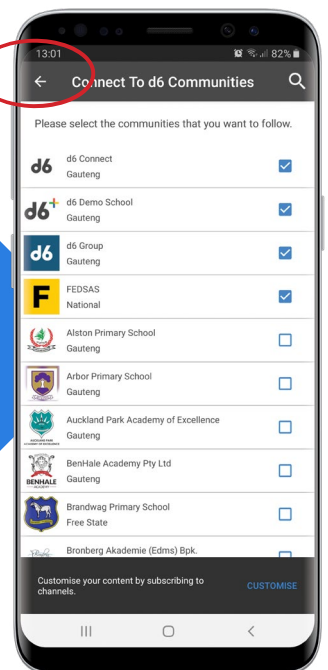 13:01 82%
Connect To d6 Communities
Please select the communities that you want to follow.
d6 d6 Connect
Gauteng
d6+ d6 Demo School
Gauteng
d6 d6 Group
Gauteng
F FEDSAS
National
Alston Primary School
Gauteng
Arbor Primary School
Gauteng
Auckland Park Academy of Excellence
Gauteng
BENHALE BenHale Academy Pty Ltd
Gauteng
Brandwag Primary School
Free State
Bronberg Akademie (Edms) Bpk.
Customise your content by subscribing to
channels.
CUSTOMISE